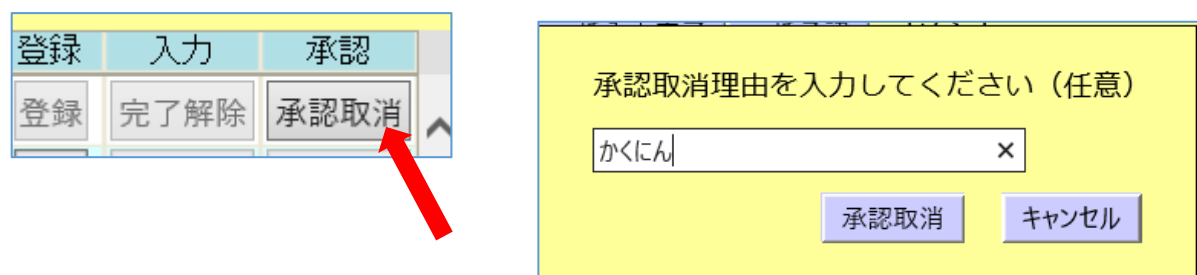 登録 入力 承認
登録 完了解除 承認取消
承認取消理由を入力してください（任意）
かくにん ×
承認取消 キャンセル